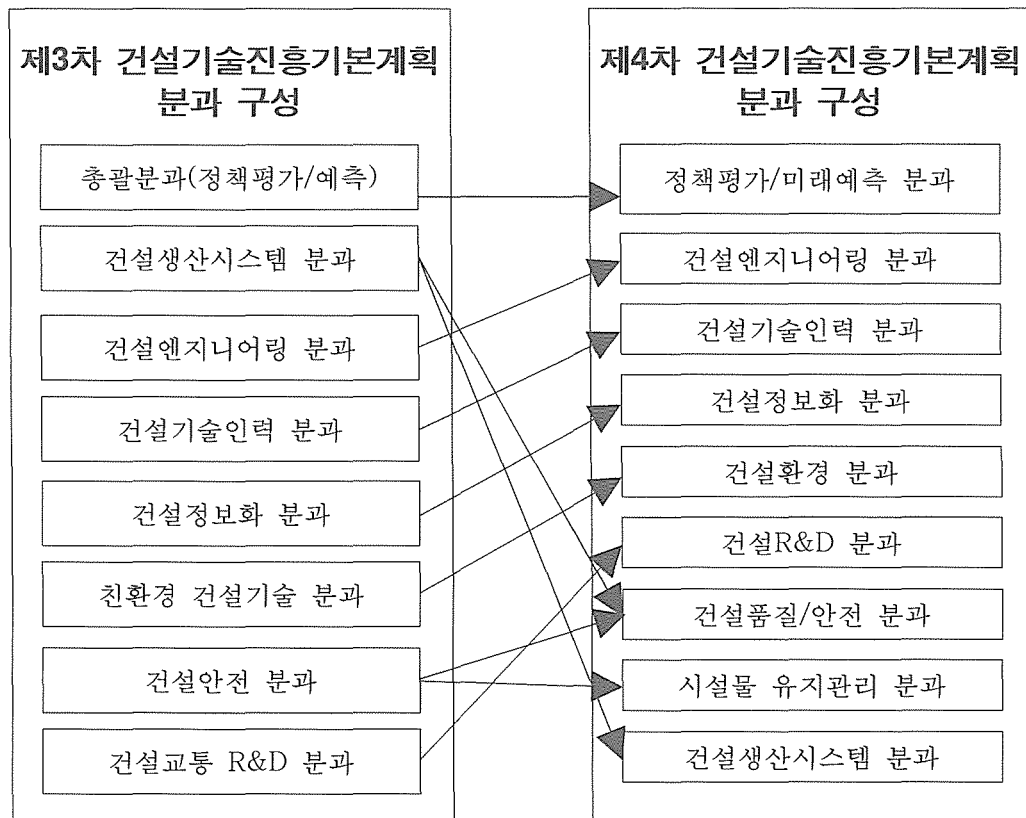 제3차 건설기술진흥기본계획
분과 구성
총괄분과(정책평가/예측)
건설생산시스템 분과
건설엔지니어링 분과
건설기술인력 분과
건설정보화 분과
친환경 건설기술 분과
건설안전 분과
건설교통 R&D 분과
제4차 건설기술진흥기본계획
분과 구성
정책평가/미래예측 분과
건설엔지니어링 분과
건설기술인력 분과
건설정보화 분과
건설환경 분과
건설R&D 분과
건설품질/안전 분과
시설물 유지관리 분과
건설생산시스템 분과